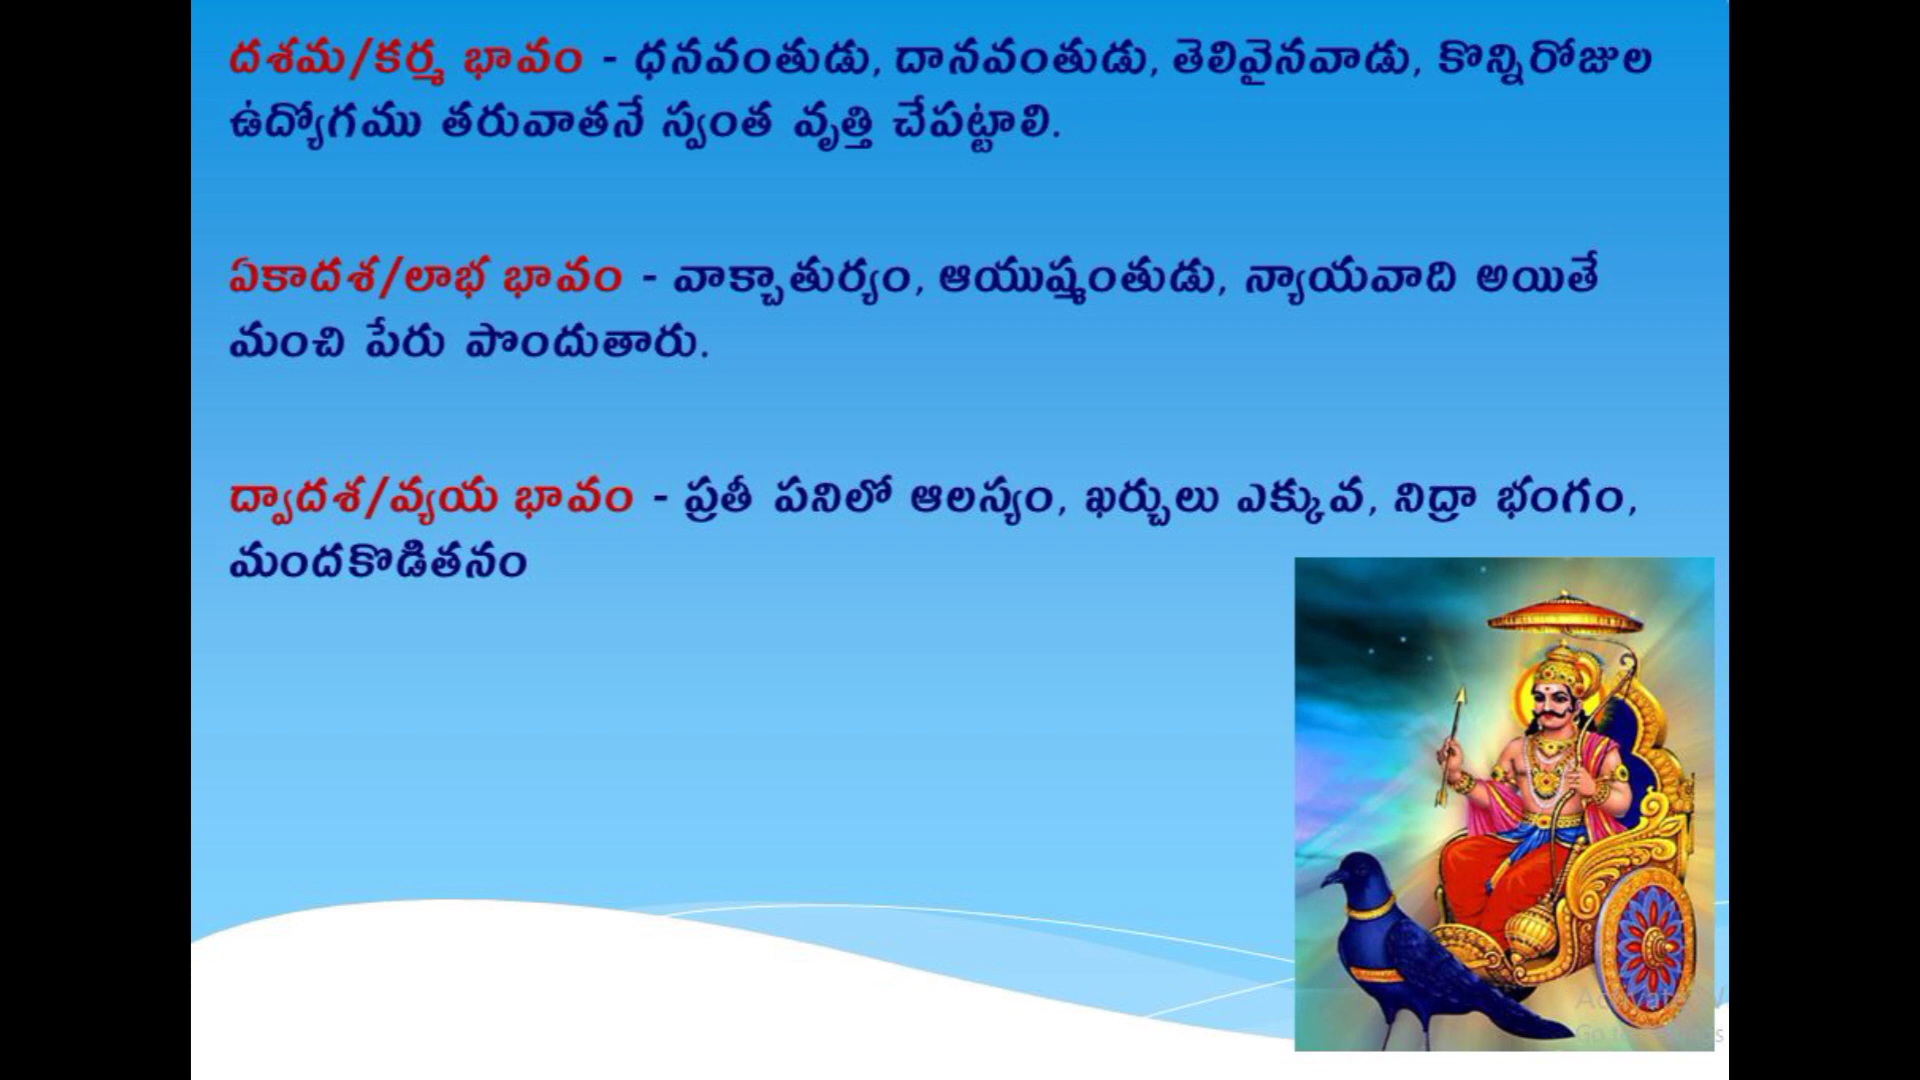 దశమ/కర్మ భావం - ధనవంతుడు, దానవంతుడు, తెలివైనవాడు, కొన్నిరోజుల
ఉద్యోగము తరువాతనే స్వంత వృత్తి చేపట్టాలి.
ఏకాదశ/లాభ భావం - వాక్చాతుర్యం, ఆయుష్మంతుడు, న్యాయవాది అయితే
మంచి పేరు పొందుతారు.
ద్వాదశ/వ్యయ భావం - ప్రతీ పనిలో ఆలస్యం, ఖర్చులు ఎక్కువ, నిద్రా భంగం,
మందకొడితనం